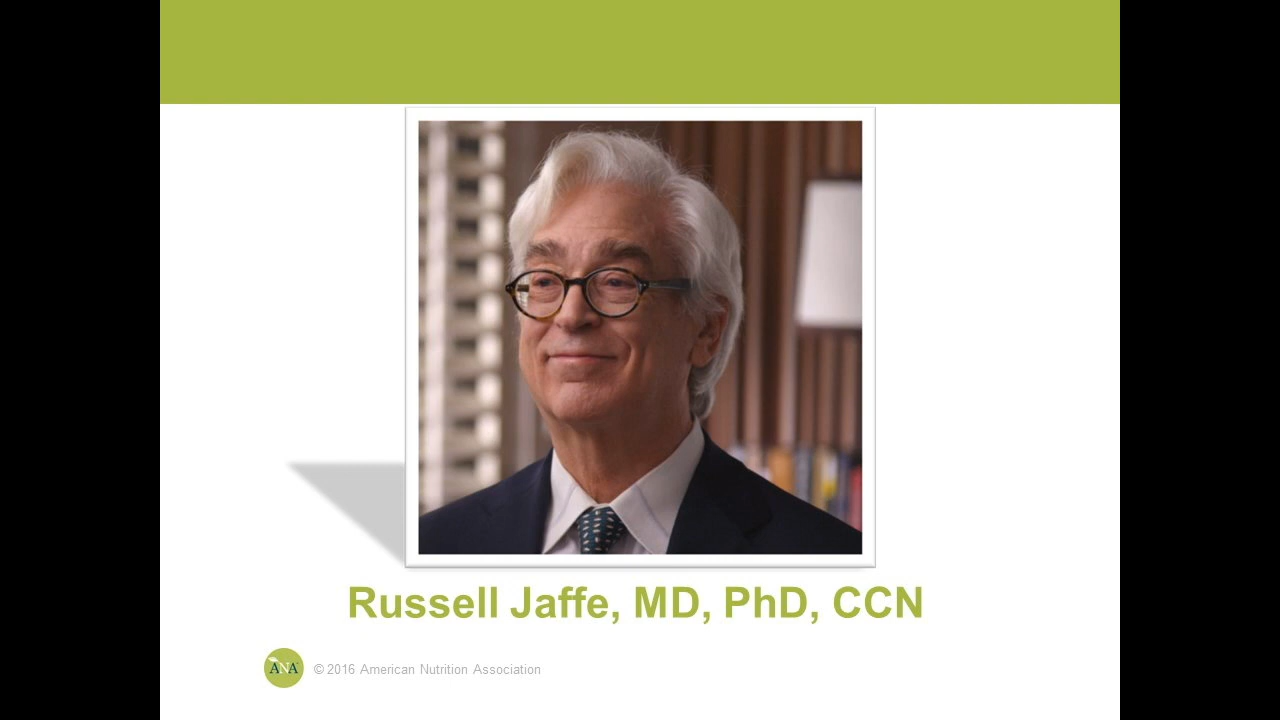 Russell Jaffe, MD, PhD, CCN
ANA
© 2016 American Nutrition Association